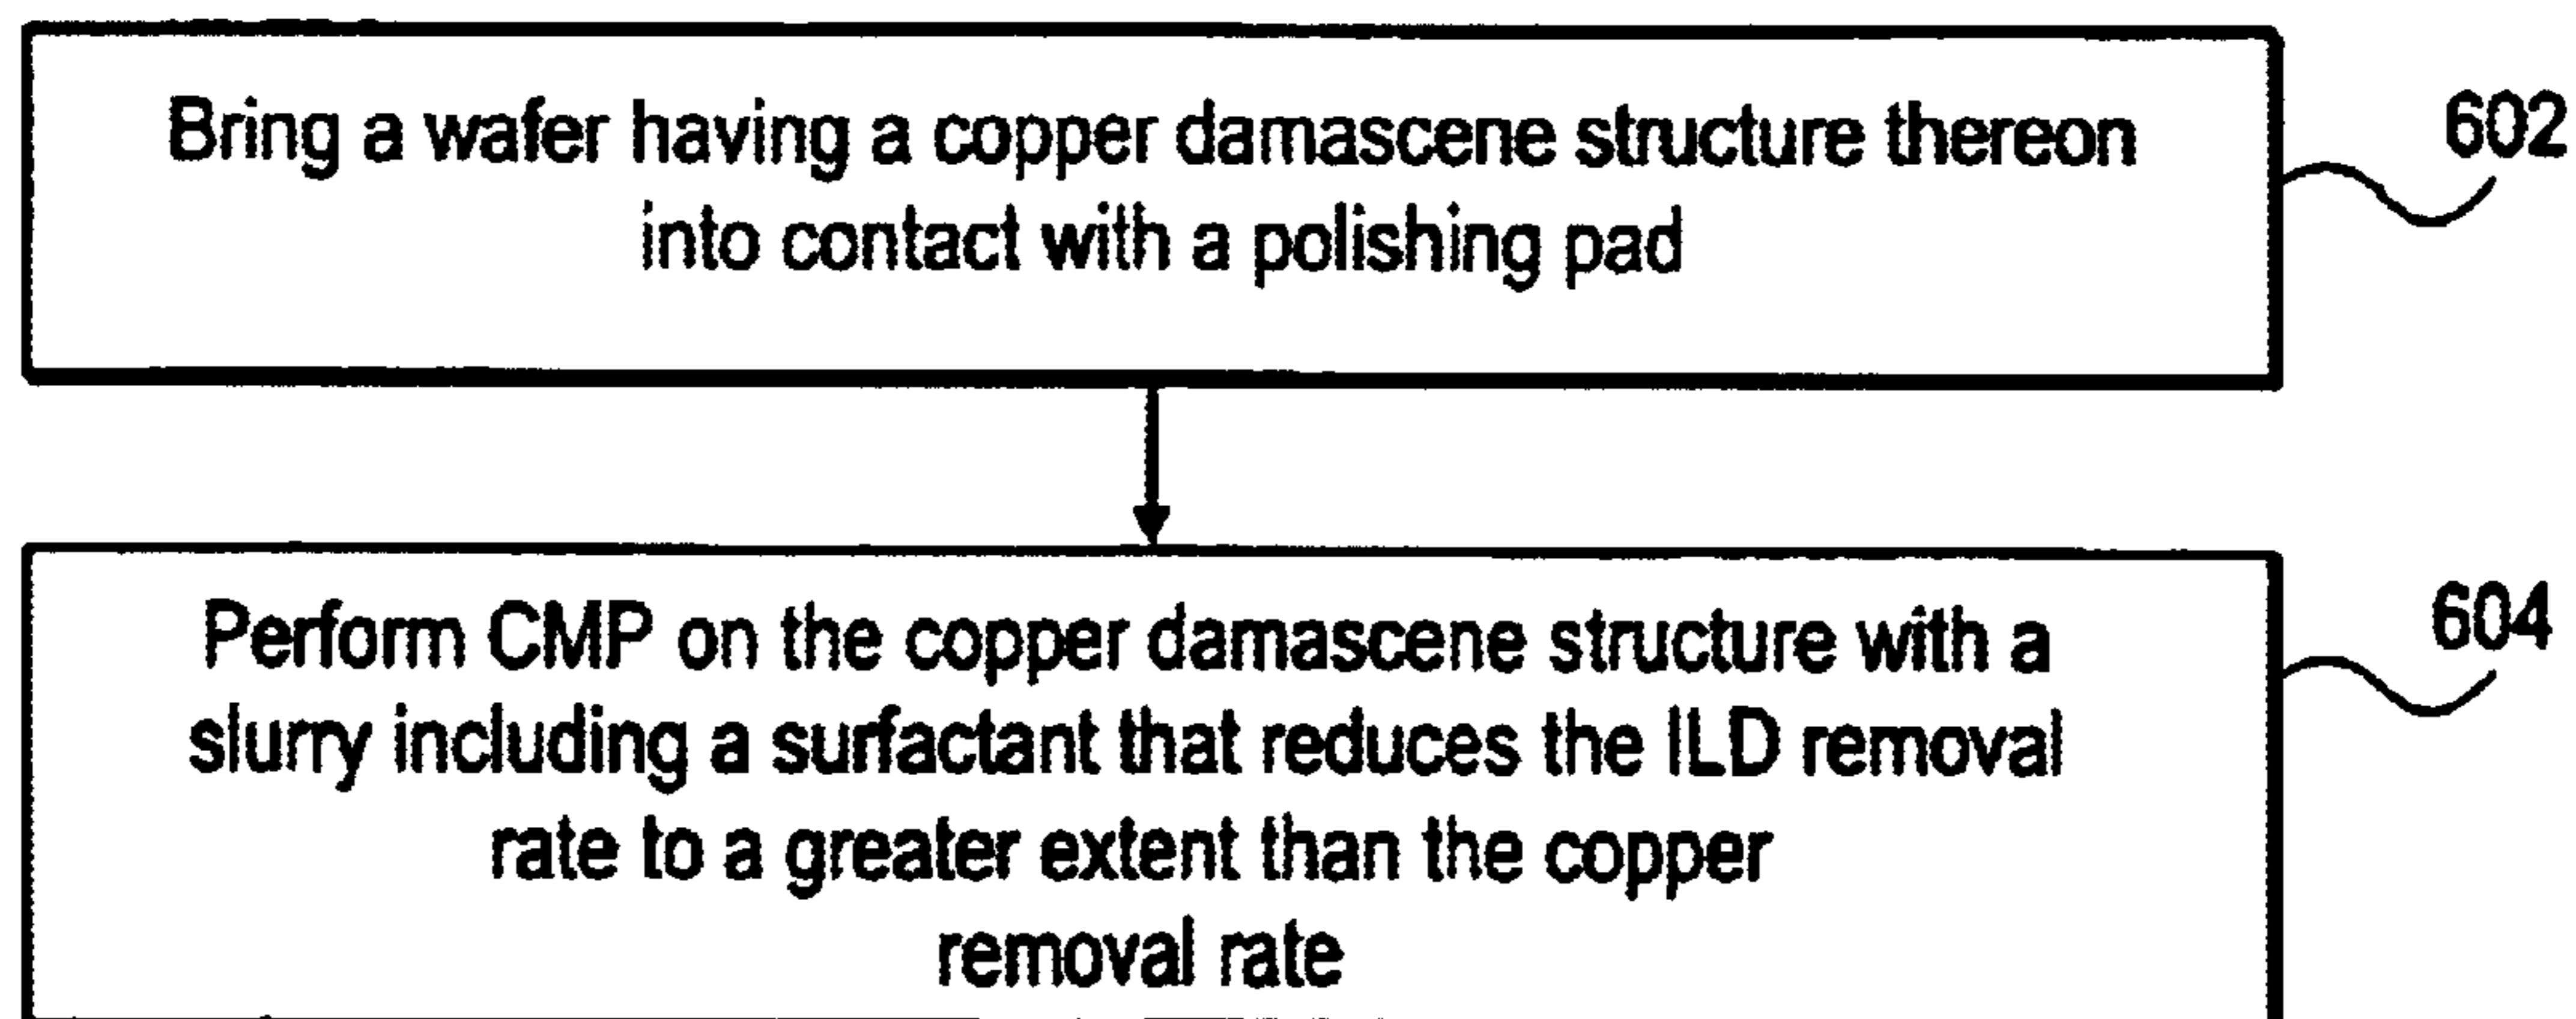 Bring a wafer having a copper damascene structure thereon
into contact with a polishing pad
602
Perform CMP on the copper damascene structure with a
slurry including a surfactant that reduces the ILD removal
rate to a greater extent than the copper
removal rate
604